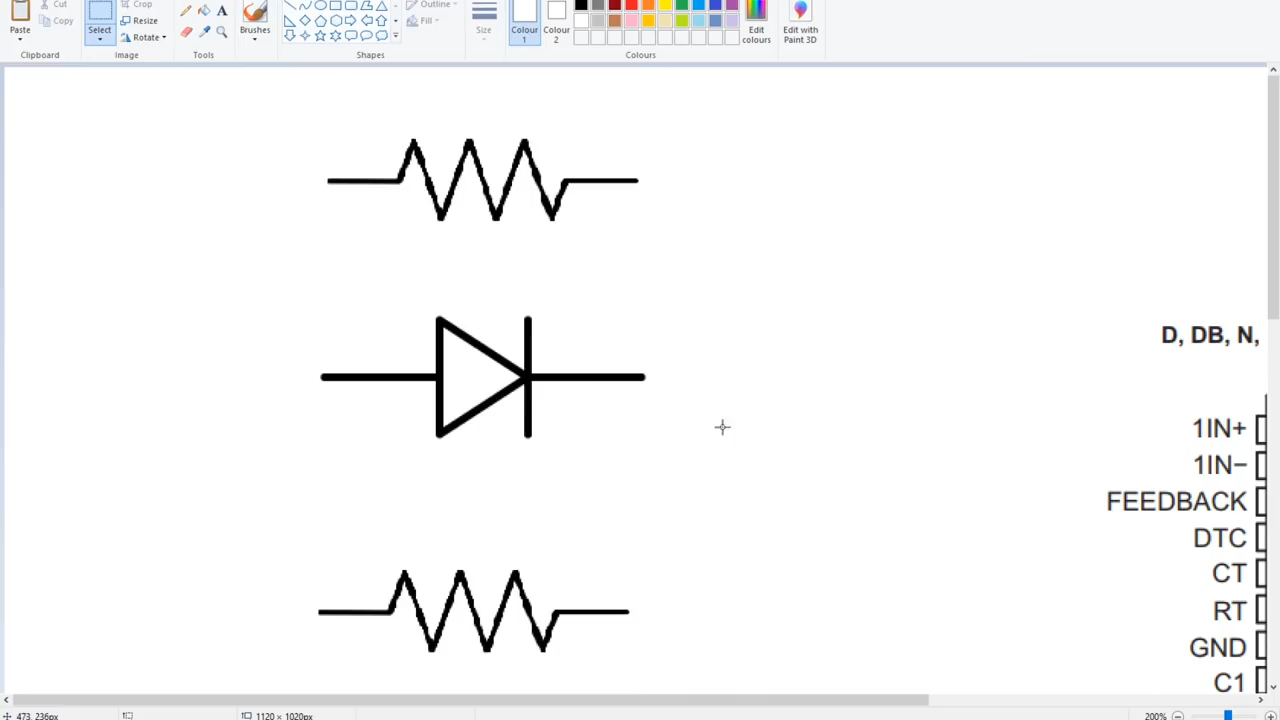 Paste
Cut
Copy
Clipboard
Select
Crop
Resize
Rotate
Image
A
Tools
Brushes
Outline
Fill
Shapes
Size
Colour
1
Colour
2
Edit
colours
Colours
Edit with
Paint 3D
D, DB, N,
1IN+
1IN−
FEEDBACK
DTC
CT
RT
GND
C1
473, 236px
1120 × 1020px
200%